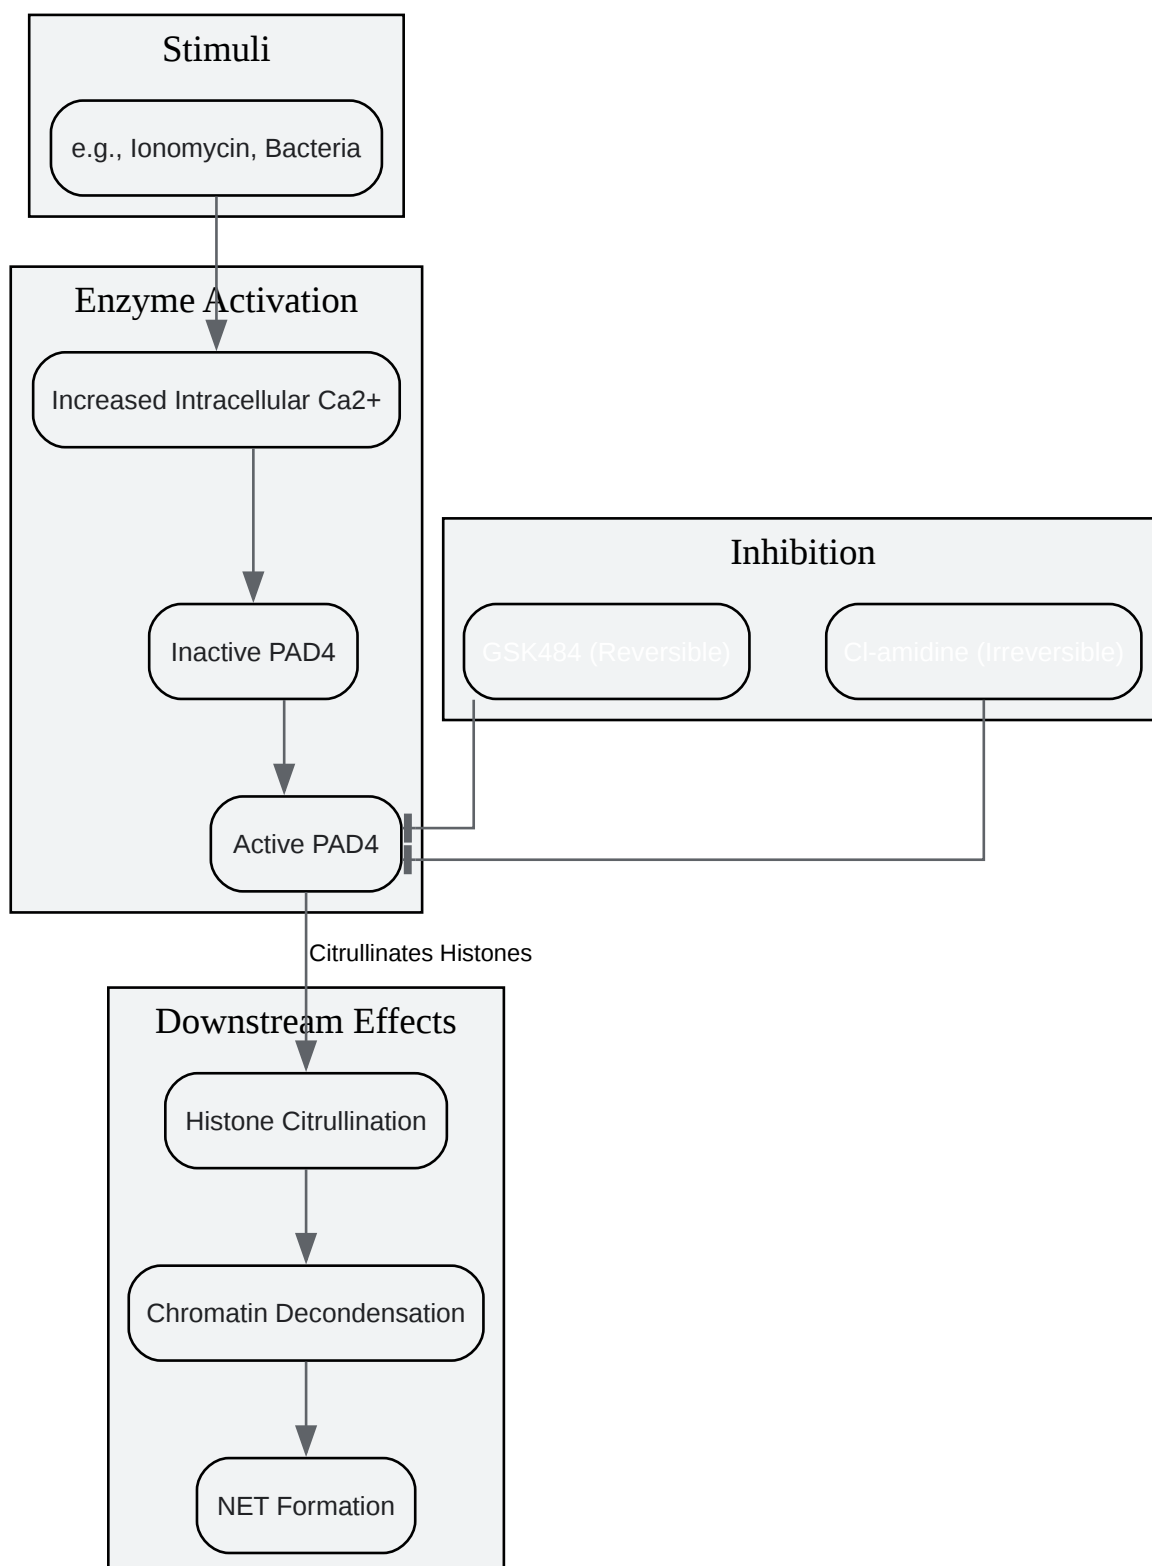 Stimuli
e.g., Ionomycin, Bacteria
Enzyme Activation
Increased Intracellular Ca2+
Inhibition
Inactive PAD4
GSK484 (Reversible)
Cl-amidine (Irreversible)
Active PAD4
Citrullinates Histones
Downstream Effects
Histone Citrullination
Chromatin Decondensation
NET Formation